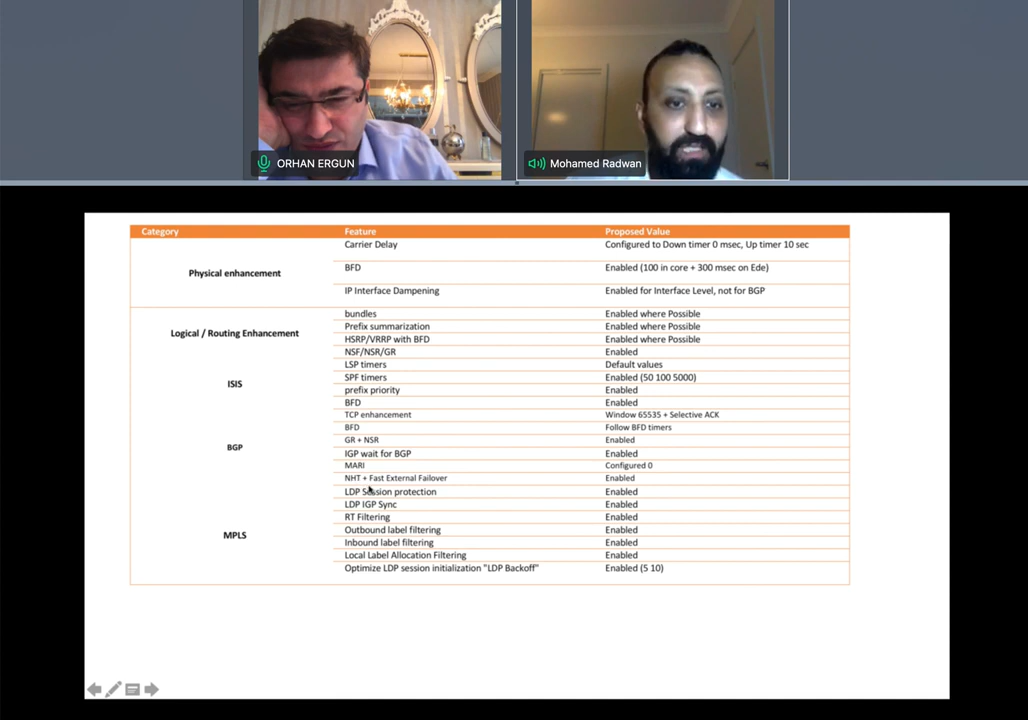 ORHAN ERGUN
Mohamed Radwan
Category Feature Proposed Value
Physical enhancement
Carrier Delay Configured to Down timer 0 msec, Up timer 10 sec
BFD Enabled (100 in core + 300 msec on Ede)
IP Interface Dampening Enabled for Interface Level, not for BGP
Logical / Routing Enhancement
bundles Enabled where Possible
Prefix summarization Enabled where Possible
HSRP/VRRP with BFD Enabled where Possible
NSF/NSR/GR Enabled
ISIS
LSP timers Default values
SPF timers Enabled (50 100 5000)
prefix priority Enabled
BFD Enabled
BGP
TCP enhancement Window 65535 + Selective ACK
BFD Follow BFD timers
GR + NSR Enabled
IGP wait for BGP Enabled
MARI Configured 0
NHT + Fast External Failover Enabled
MPLS
LDP Session protection Enabled
LDP IGP Sync Enabled
RT Filtering Enabled
Outbound label filtering Enabled
Inbound label filtering Enabled
Local Label Allocation Filtering Enabled
Optimize LDP session initialization "LDP Backoff" Enabled (5 10)